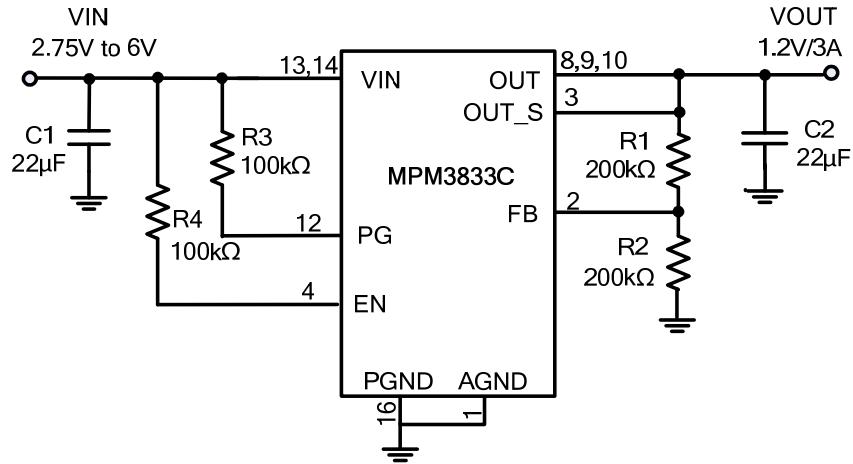 VIN
2.75V to 6V
VOUT
1.2V/3A
13,14
VIN
OUT
8,9,10
OUT_S
3
C1
22µF
R3
100kΩ
R1
200kΩ
C2
22µF
MPM3833C
R4
100kΩ
12
PG
FB
2
R2
200kΩ
4
EN
PGND
AGND
16
1